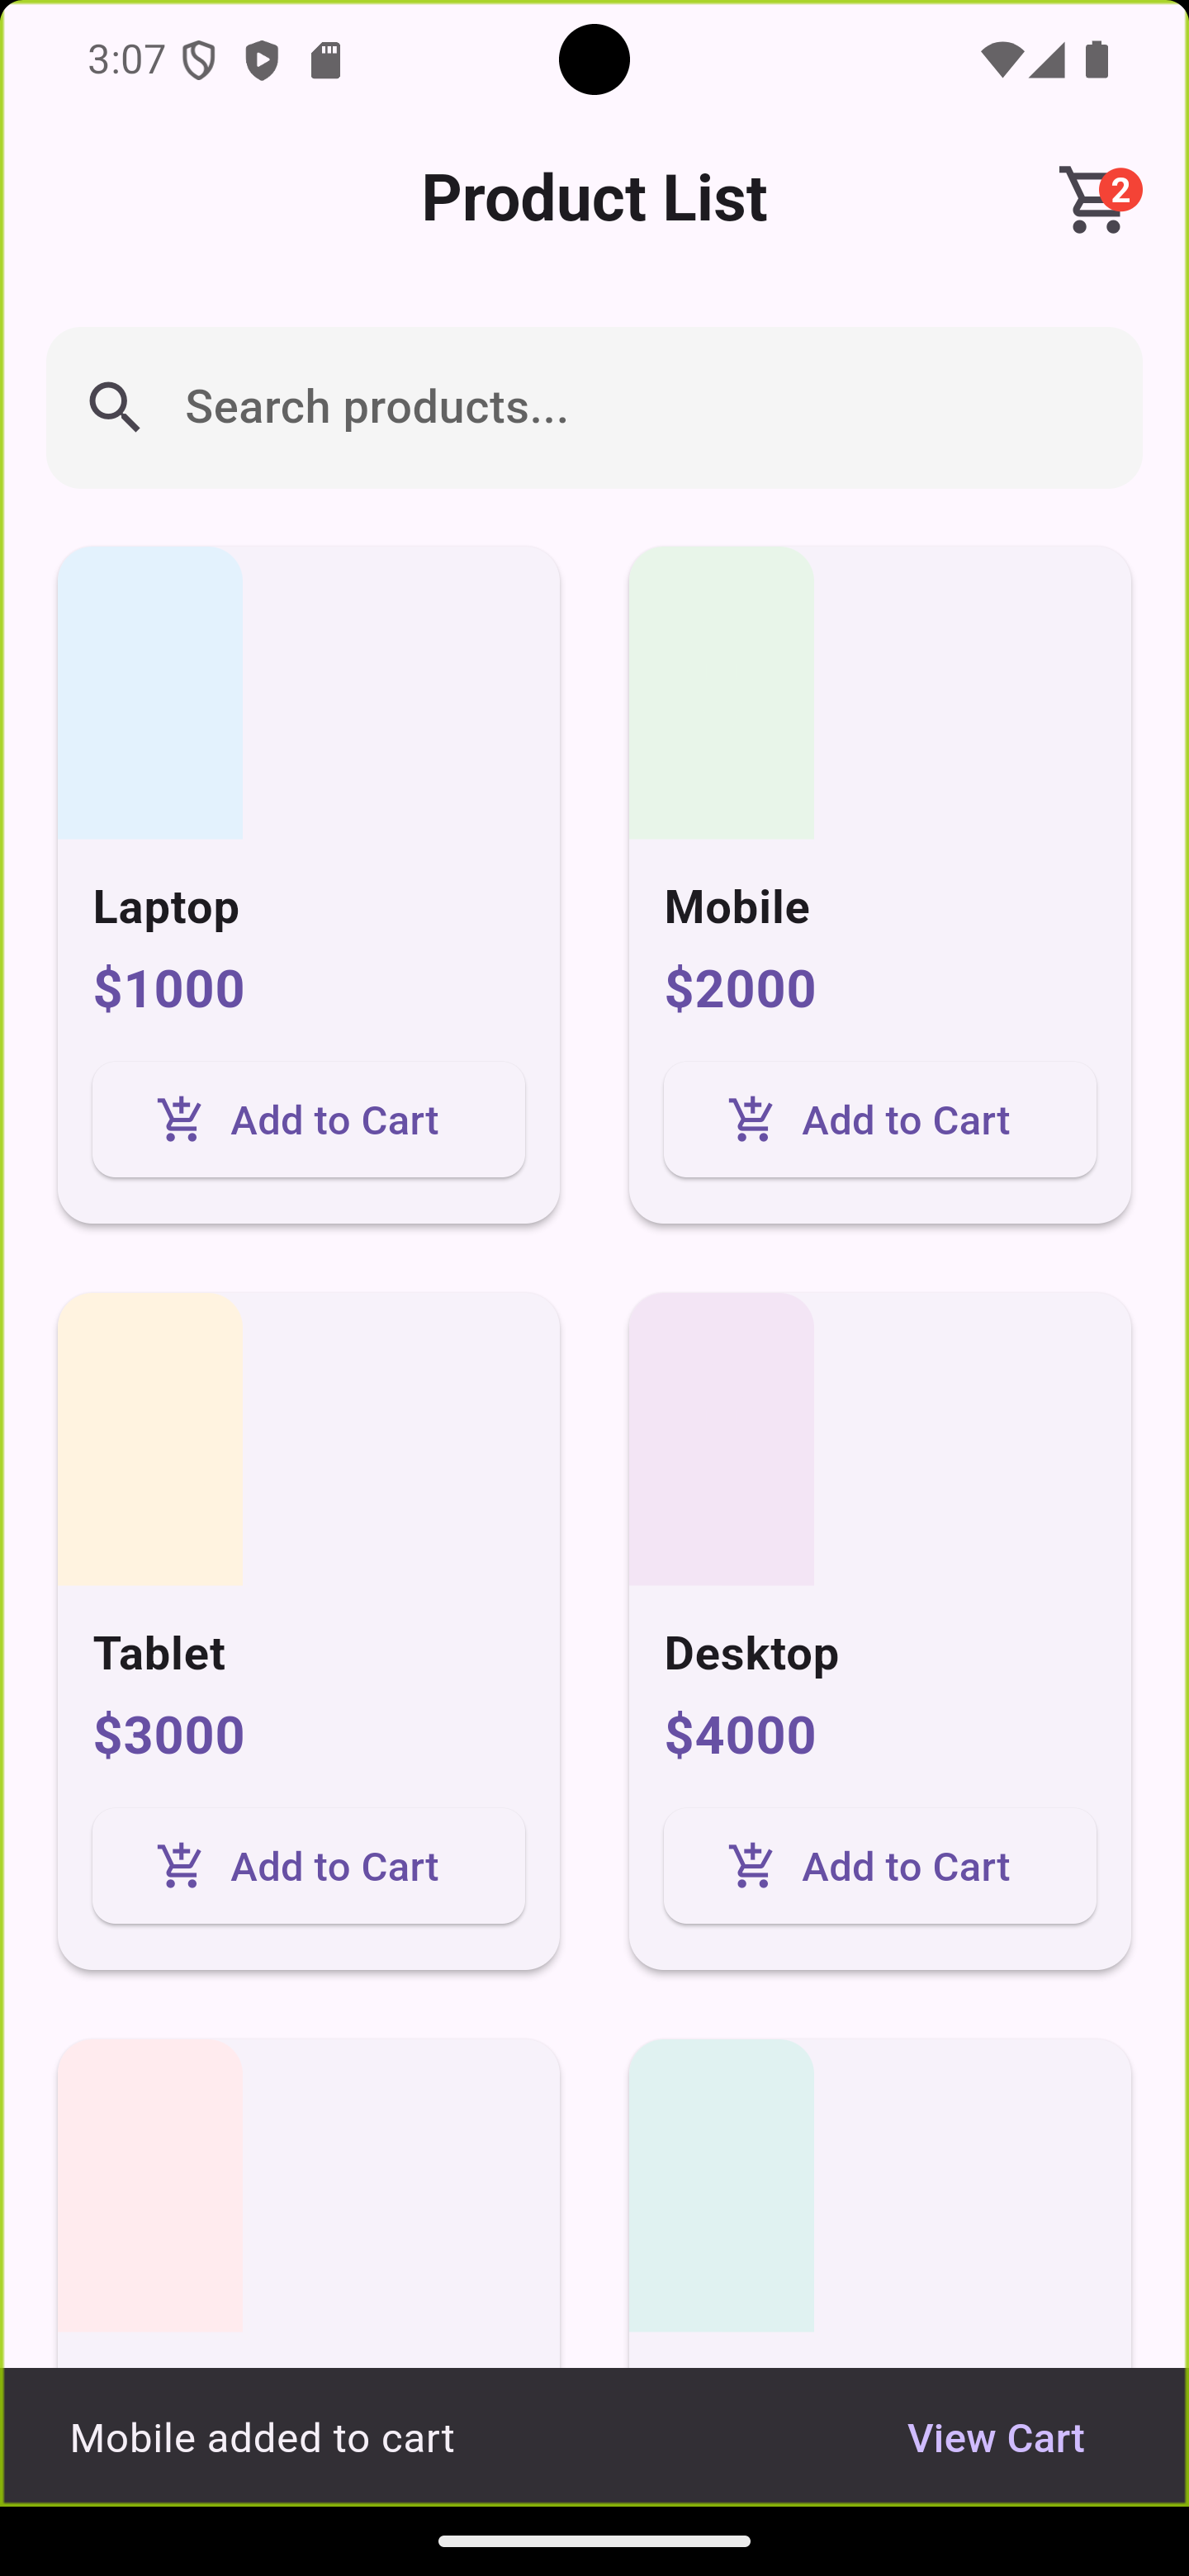 3:07
Product List
2
Search products...
Laptop
$1000
Add to Cart
Mobile
$2000
Add to Cart
Tablet
$3000
Add to Cart
Desktop
$4000
Add to Cart
Mobile added to cart
View Cart